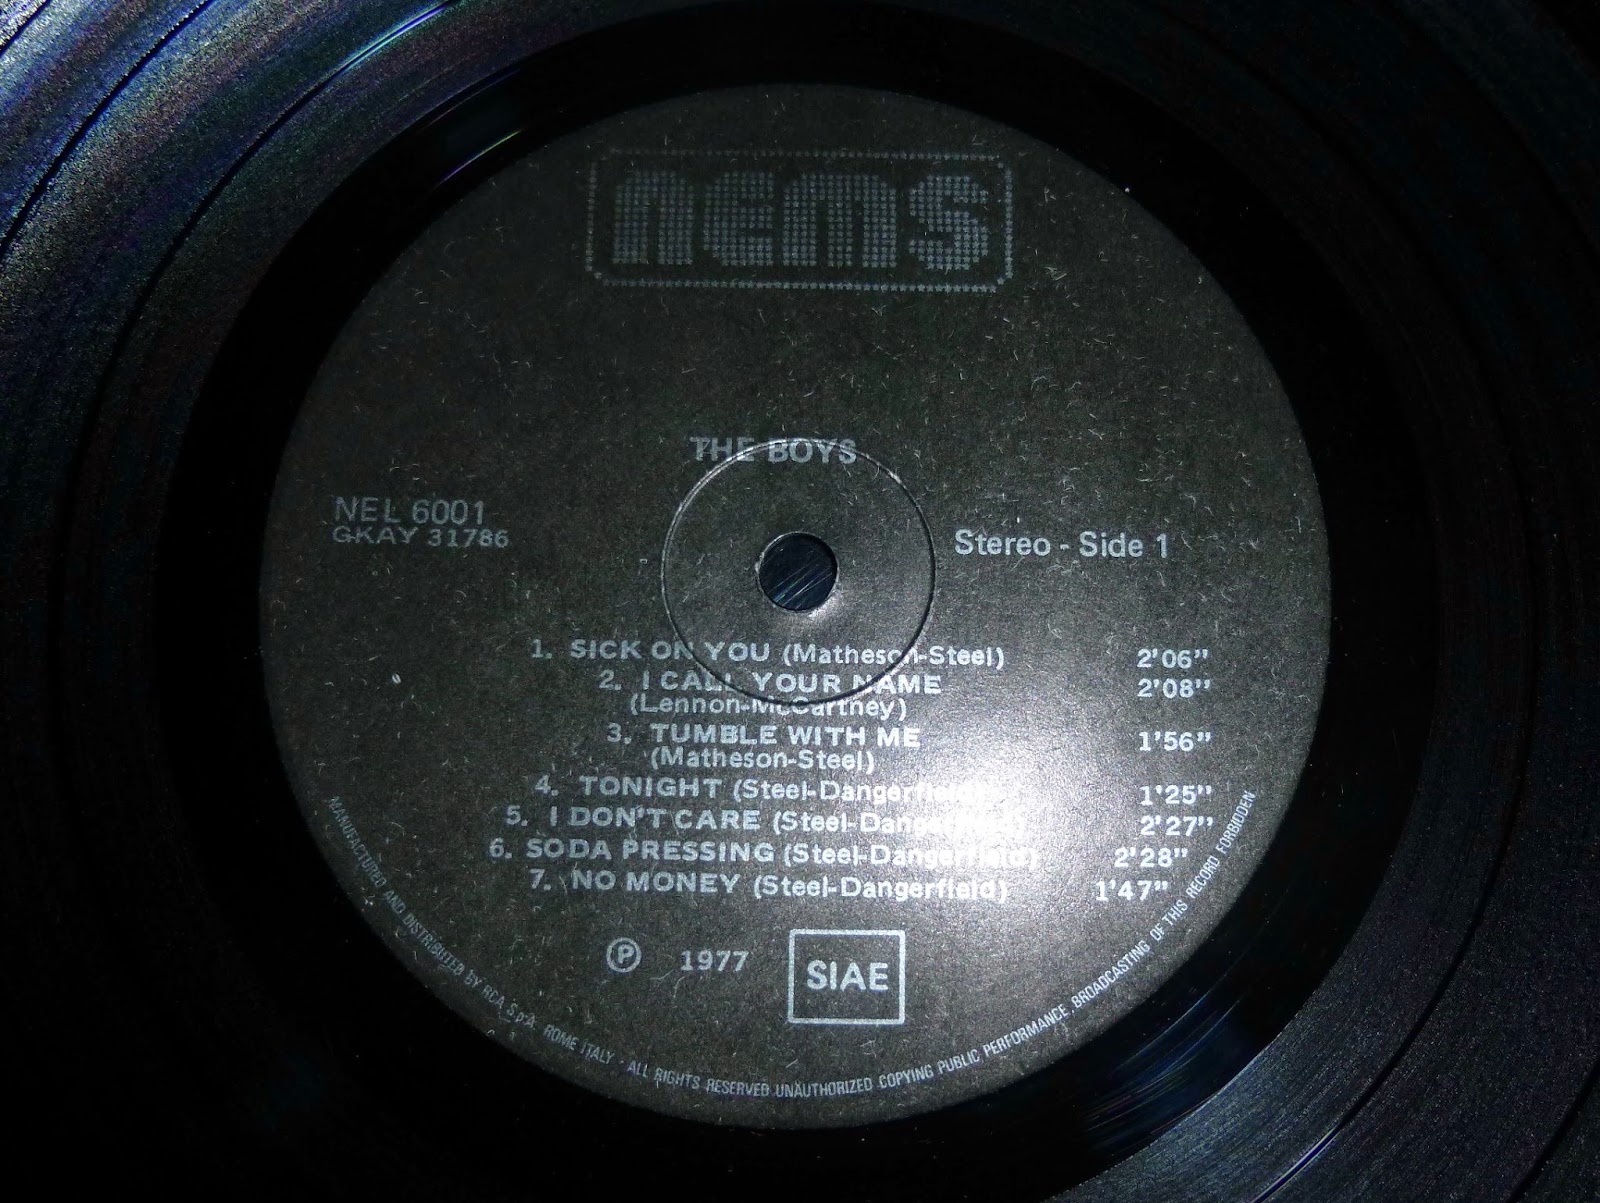 nems
THE BOYS
NEL 6001
GKAY 31786
Stereo - Side 1
1. SICK ON YOU (Matheson-Steel) 2'06"
2. I CALL YOUR NAME 2'08"
(Lennon-McCartney)
3. TUMBLE WITH ME 1'56"
(Matheson-Steel)
4. TONIGHT (Steel-Dangerfield) 1'25"
5. I DON'T CARE (Steel-Dangerfield) 2'27"
6. SODA PRESSING (Steel-Dangerfield) 2'28"
7. NO MONEY (Steel-Dangerfield) 1'47"
℗ 1977 SIAE
MANUFACTURED AND DISTRIBUTED BY RCA S.p.A. ROME ITALY - ALL RIGHTS RESERVED UNAUTHORIZED COPYING PUBLIC PERFORMANCE BROADCASTING OF THIS RECORD FORBIDDEN